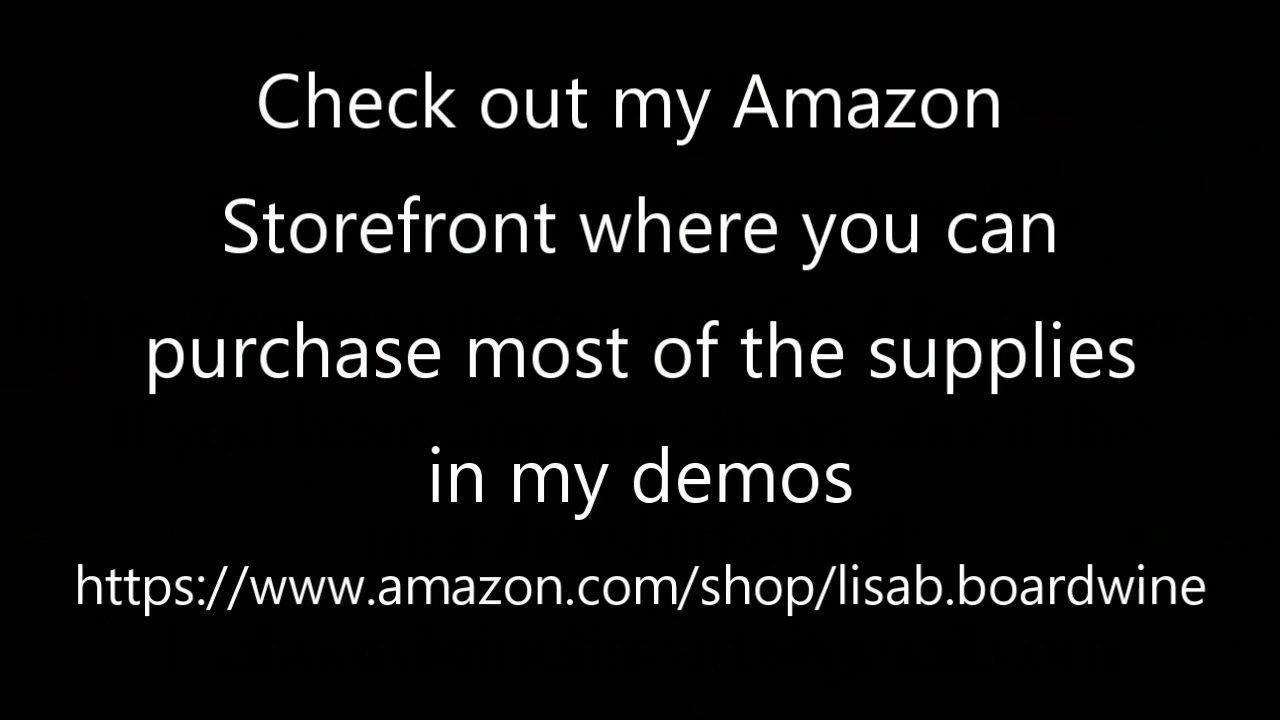 Check out my Amazon
Storefront where you can
purchase most of the supplies
in my demos
https://www.amazon.com/shop/lisab.boardwine